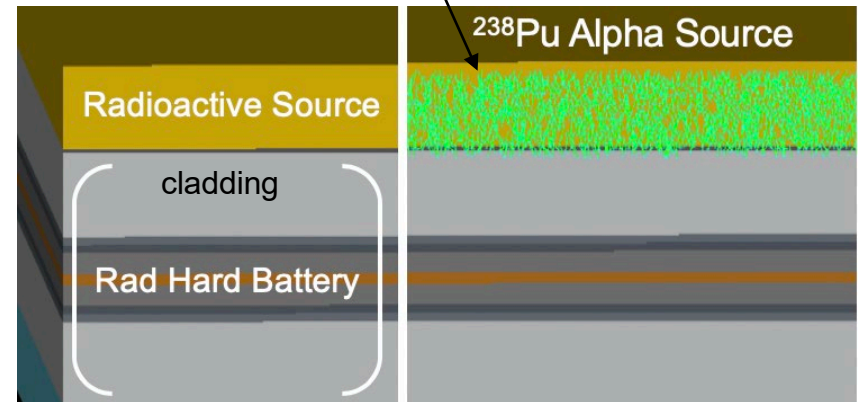 Radioactive Source
cladding
Rad Hard Battery
²³⁸Pu Alpha Source